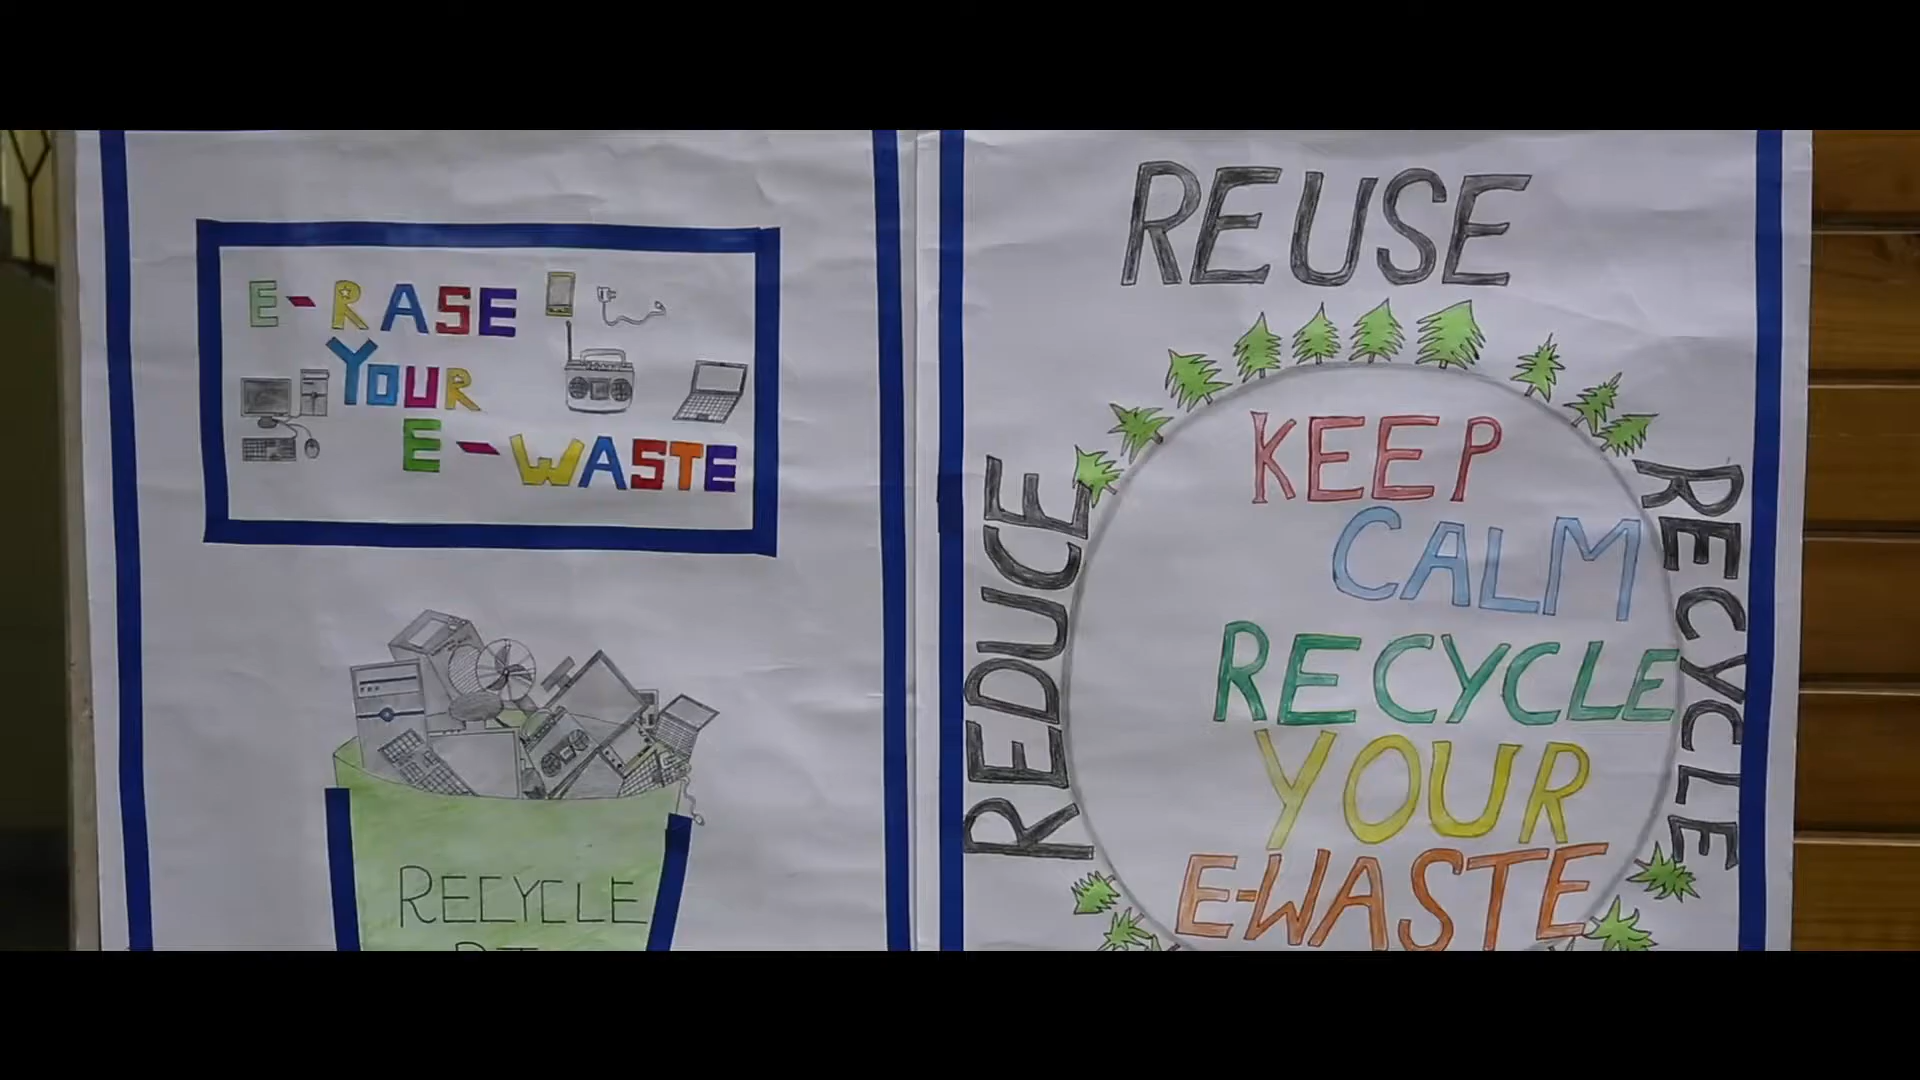 E-RASE
YOUR
E-WASTE
RECYCLE
REUSE
REDUCE
RECYCLE
KEEP
CALM
RECYCLE
YOUR
E-WASTE